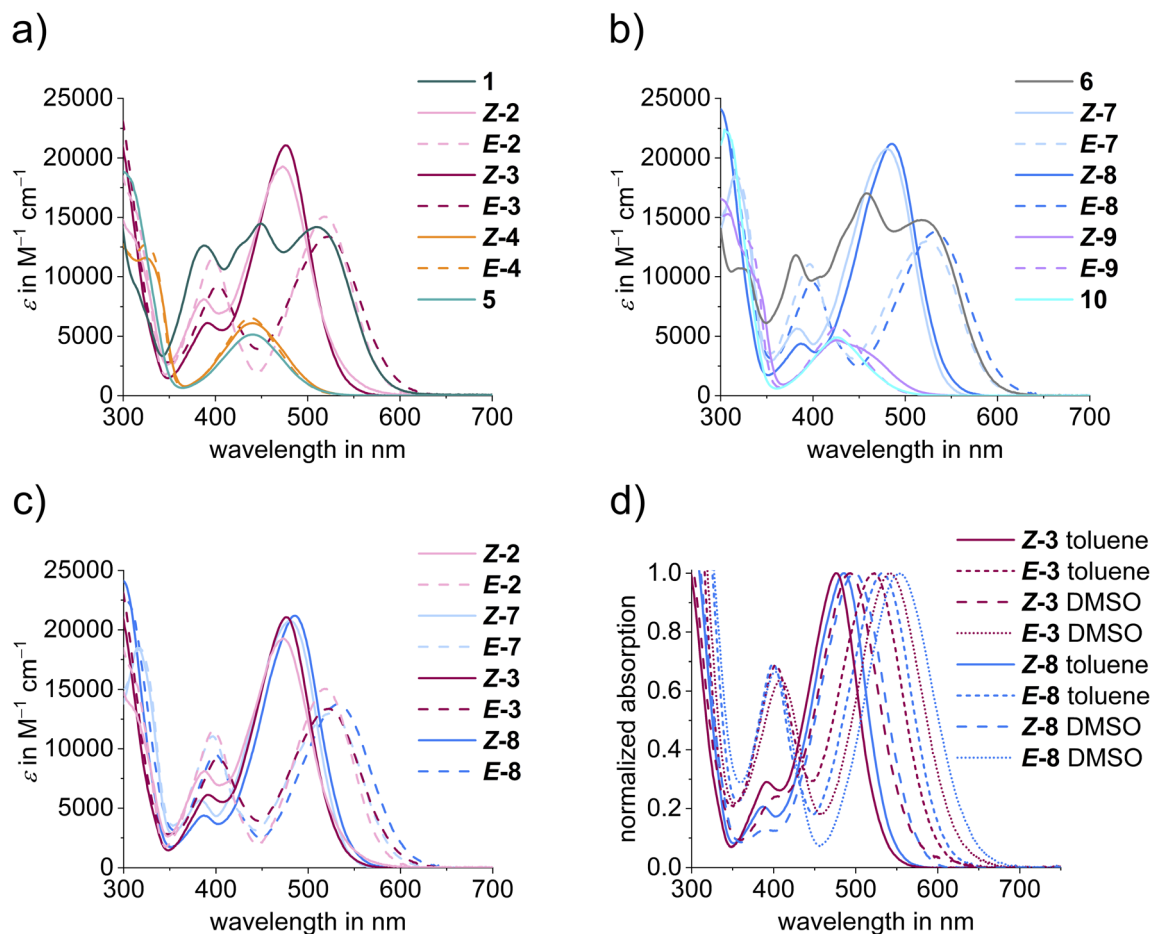 a)
1
Z-2
E-2
Z-3
E-3
Z-4
E-4
5
25000
20000
15000
10000
5000
0
ε in M⁻¹ cm⁻¹
300 400 500 600 700
wavelength in nm
b)
6
Z-7
E-7
Z-8
E-8
Z-9
E-9
10
25000
20000
15000
10000
5000
0
ε in M⁻¹ cm⁻¹
300 400 500 600 700
wavelength in nm
c)
Z-2
E-2
Z-7
E-7
Z-3
E-3
Z-8
E-8
25000
20000
15000
10000
5000
0
ε in M⁻¹ cm⁻¹
300 400 500 600 700
wavelength in nm
d)
Z-3 toluene
E-3 toluene
Z-3 DMSO
E-3 DMSO
Z-8 toluene
E-8 toluene
Z-8 DMSO
E-8 DMSO
1.0
0.8
0.6
0.4
0.2
0.0
normalized absorption
300 400 500 600 700
wavelength in nm